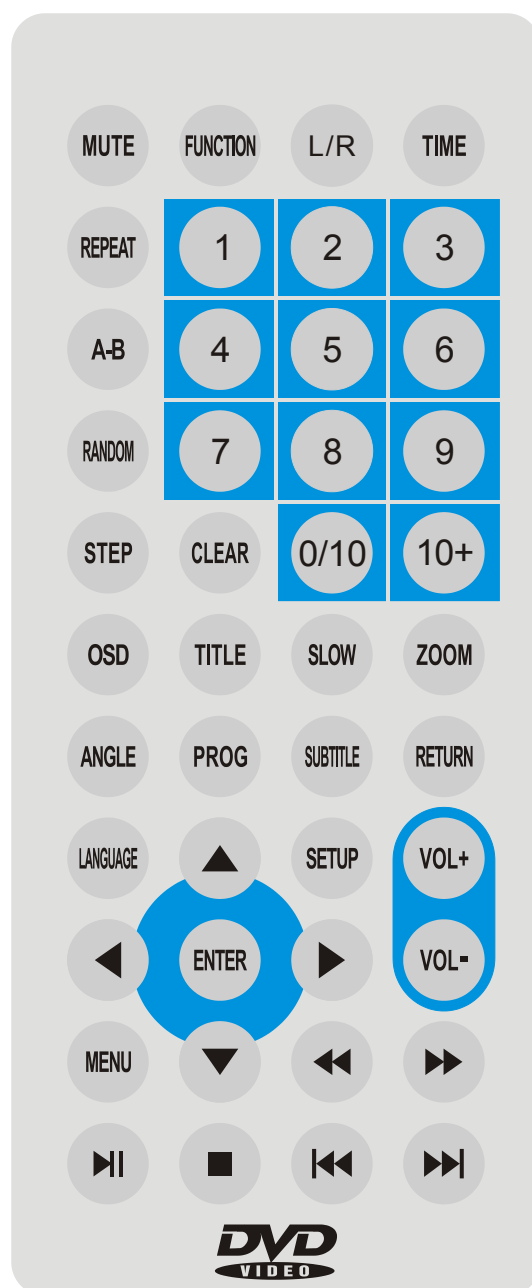 MUTE FUNCTION L/R TIME
REPEAT 1 2 3
A-B 4 5 6
RANDOM 7 8 9
STEP CLEAR 0/10 10+
OSD TITLE SLOW ZOOM
ANGLE PROG SUBTITLE RETURN
LANGUAGE SETUP VOL+
ENTER VOL-
MENU
DVD
VIDEO